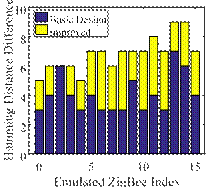 Basic Design
Improved
Hamming Distance Difference
10
8
6
4
2
0
0
5
10
15
Emulated ZigBee Index